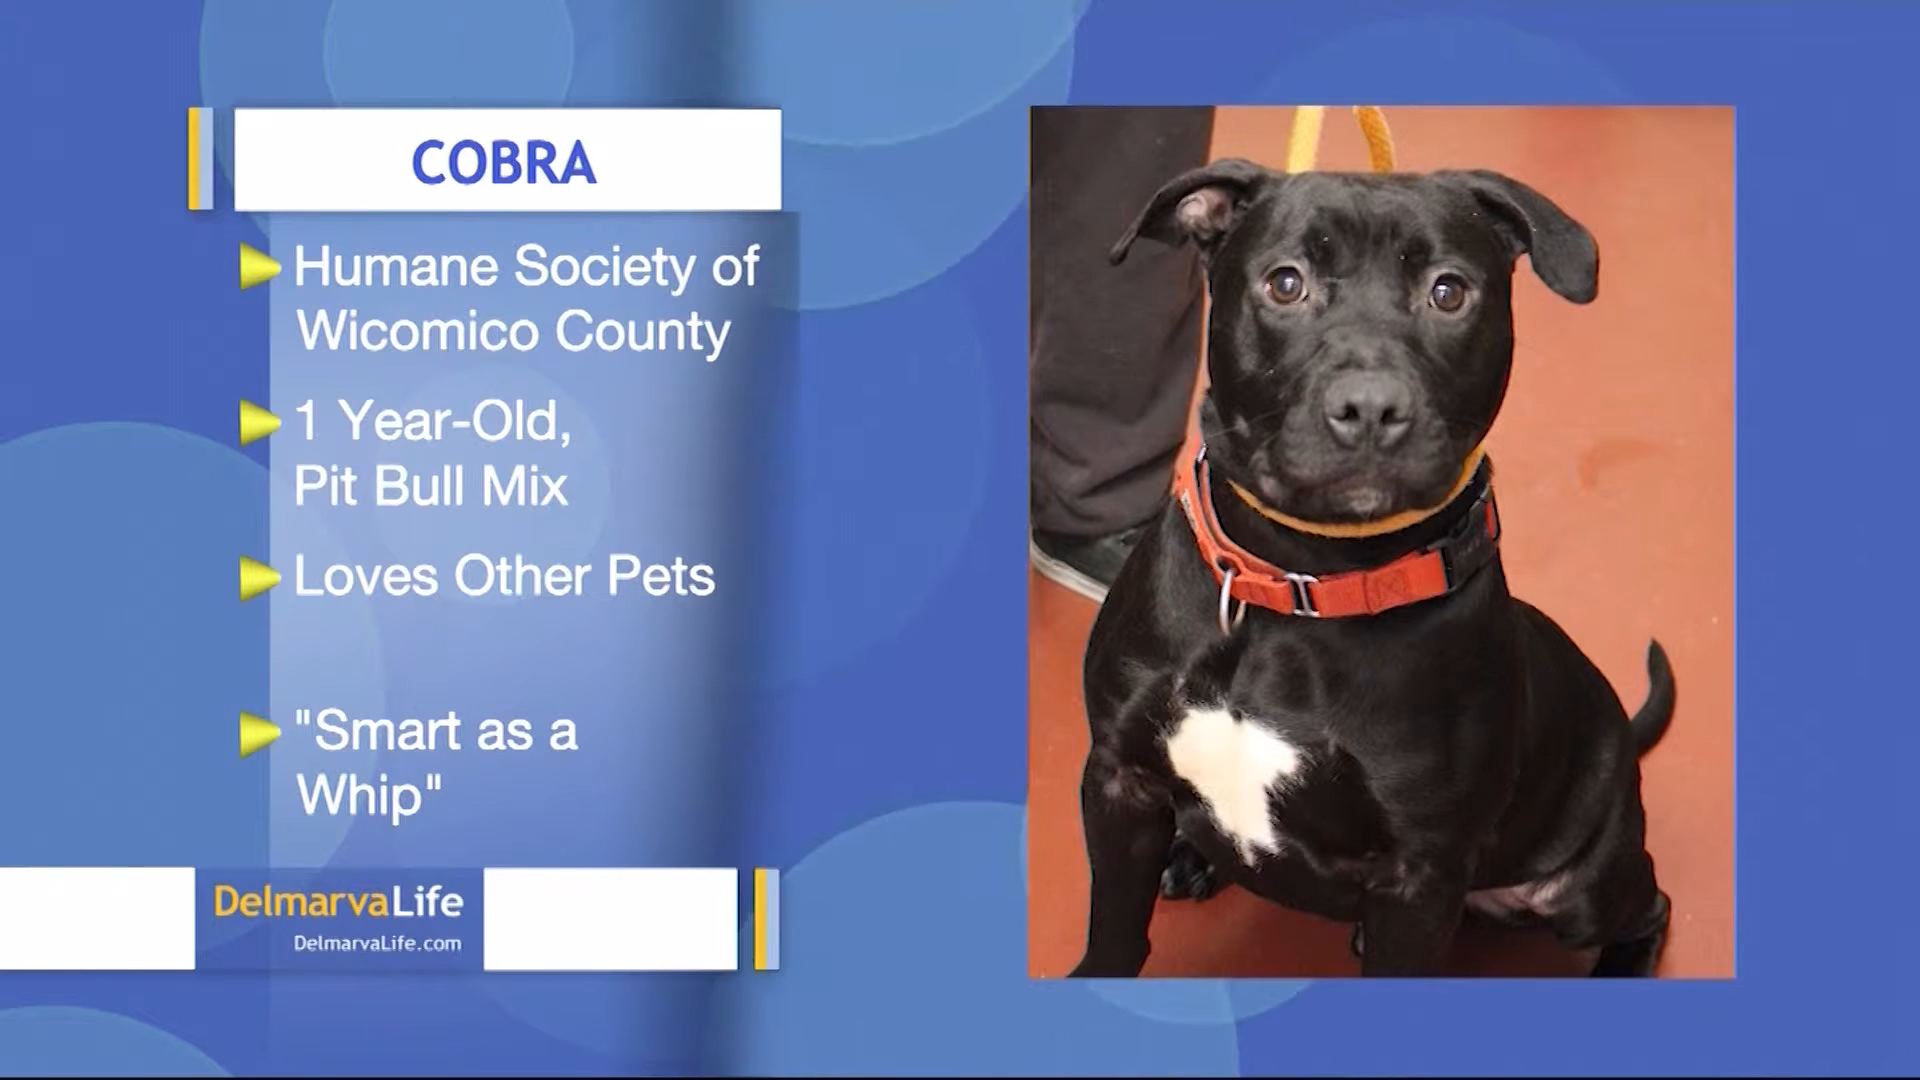 COBRA
Humane Society of
Wicomico County
1 Year-Old,
Pit Bull Mix
Loves Other Pets
"Smart as a
Whip"
DelmarvaLife
DelmarvaLife.com